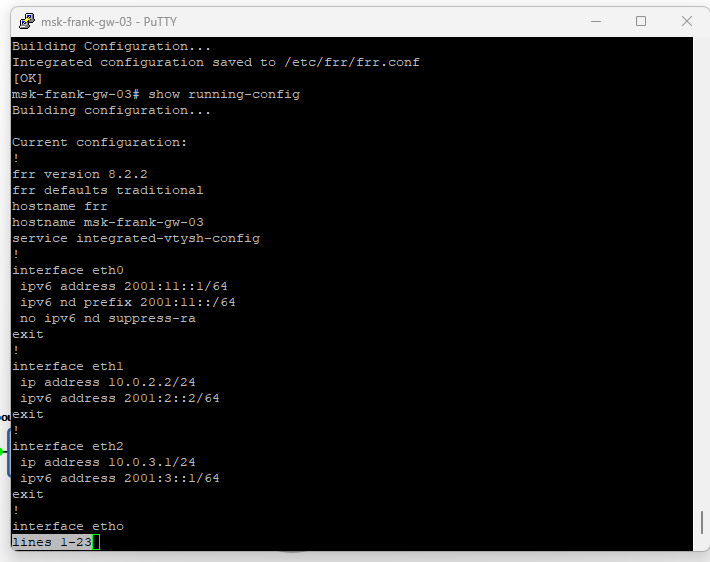 msk-frank-gw-03 - PuTTY
Building Configuration...
Integrated configuration saved to /etc/frr/frr.conf
[OK]
msk-frank-gw-03# show running-config
Building configuration...
Current configuration:
!
frr version 8.2.2
frr defaults traditional
hostname frr
hostname msk-frank-gw-03
service integrated-vtysh-config
!
interface eth0
 ipv6 address 2001:11::1/64
 ipv6 nd prefix 2001:11::/64
 no ipv6 nd suppress-ra
exit
!
interface eth1
 ip address 10.0.2.2/24
 ipv6 address 2001:2::2/64
exit
!
interface eth2
 ip address 10.0.3.1/24
 ipv6 address 2001:3::1/64
exit
!
interface etho
lines 1-23